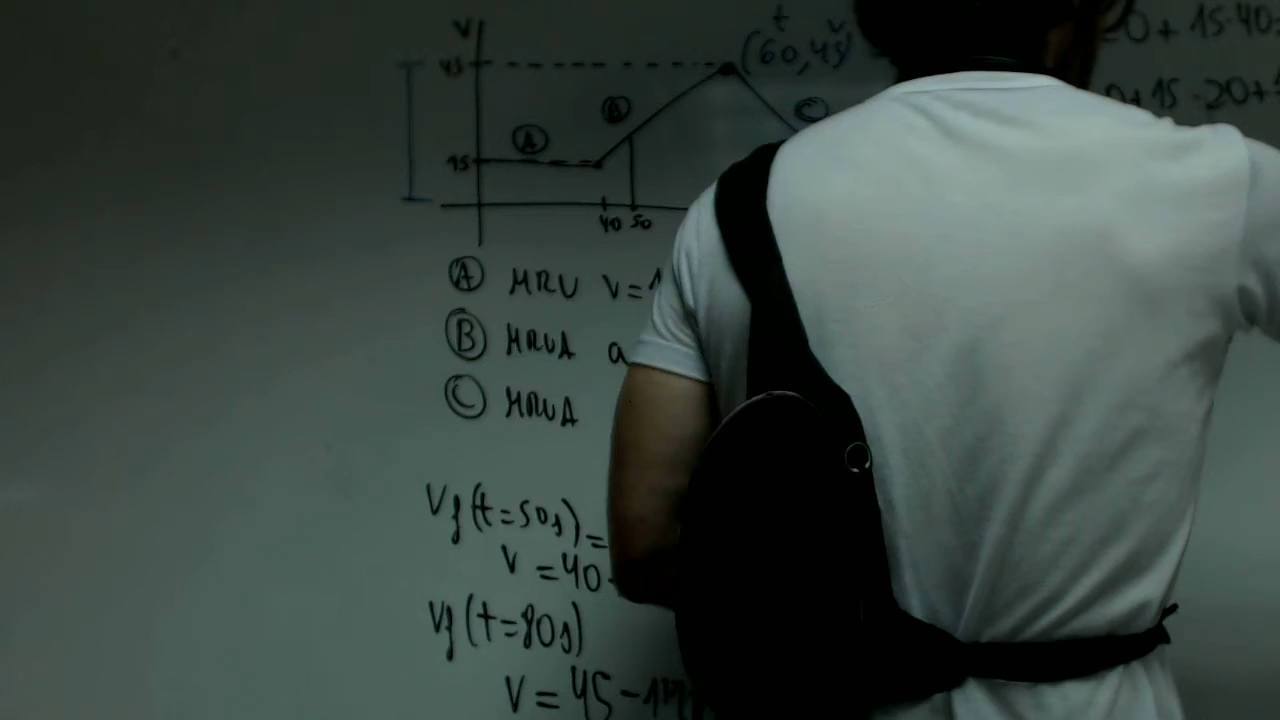 V
t v
(60,45)
45
B
C
A
15
40 50
20 + 15·40
0 + 15 · 20 +
A MRU V = 1
B MRUA a
C MRUA
Vf (t=50s) =
V = 40
Vf (t=80s)
V = 45 - 1